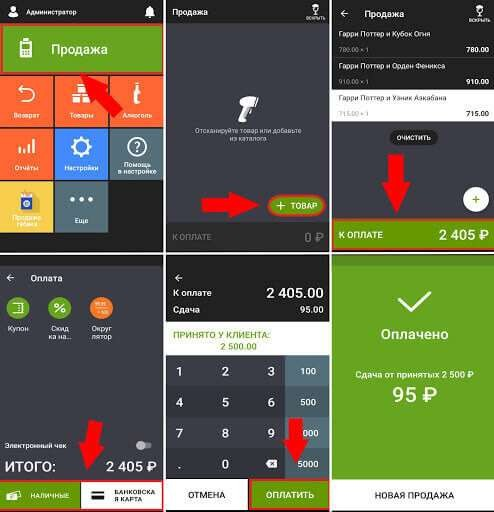 Администратор
Продажа
Возврат
Товары
Алкоголь
Отчёты
Настройки
Помощь
в настройке
Продажа
табака
Еще
Продажа
ВСКРЫТЬ
Отсканируйте товар или добавьте
из каталога
+ ТОВАР
К ОПЛАТЕ
0 ₽
Продажа
ВСКРЫТЬ
Гарри Поттер и Кубок Огня
780.00 × 1
780.00
Гарри Поттер и Орден Феникса
910.00 × 1
910.00
Гарри Поттер и Узник Азкабана
715.00 × 1
715.00
ОЧИСТИТЬ
+
К ОПЛАТЕ
2 405 ₽
Оплата
Купон
%
Скид
ка на...
Округ
лятор
Электронный чек
ИТОГО:
2 405 ₽
НАЛИЧНЫЕ
БАНКОВСКА
Я КАРТА
К оплате
2 405.00
Сдача
95.00
ПРИНЯТО У КЛИЕНТА:
2 500.00
1 2 3 100
4 5 6 500
7 8 9
. 0 5000
ОТМЕНА
ОПЛАТИТЬ
Оплачено
Сдача от принятых 2 500 ₽
95 ₽
НОВАЯ ПРОДАЖА